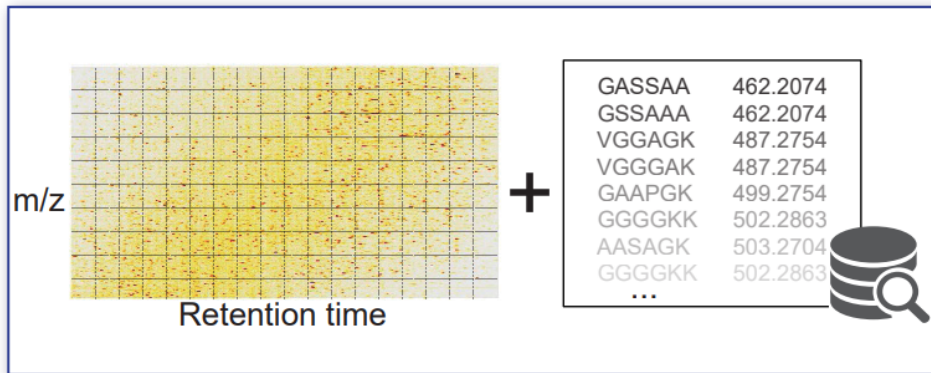 m/z
Retention time
+
GASSAA 462.2074
GSSAAA 462.2074
VGGAGK 487.2754
VGGGAK 487.2754
GAAPGK 499.2754
GGGGKK 502.2863
AASAGK 503.2704
GGGGKK 502.2863
...